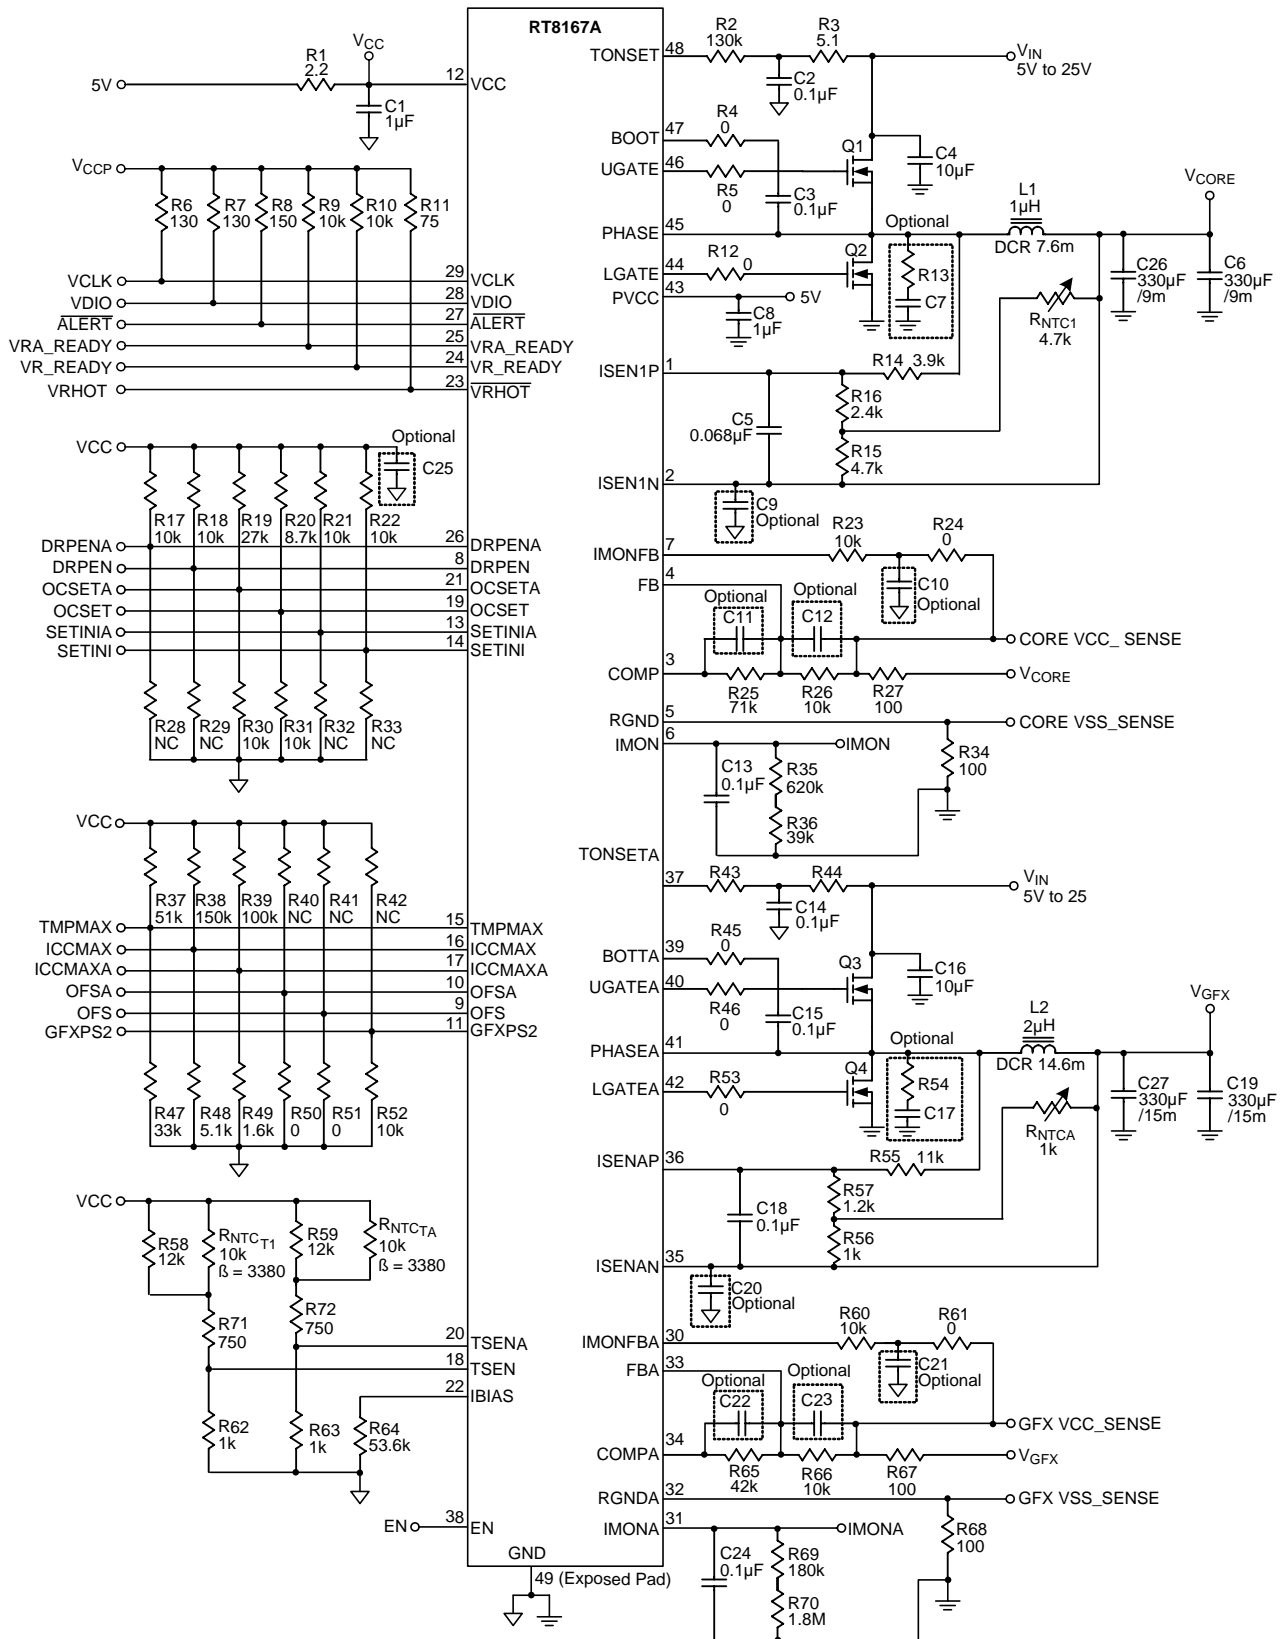 RT8167A
5V
R1
2.2
VCC
12
VCC
C1
1µF
VCCP
R6
130
R7
130
R8
150
R9
10k
R10
10k
R11
75
VCLK
29
VCLK
VDIO
28
VDIO
ALERT
27
ALERT
VRA_READY
25
VRA_READY
VR_READY
24
VR_READY
VRHOT
23
VRHOT
VCC
Optional
C25
R17
10k
R18
10k
R19
27k
R20
8.7k
R21
10k
R22
10k
DRPENA
26
DRPENA
DRPEN
8
DRPEN
OCSETA
21
OCSETA
OCSET
19
OCSET
SETINIA
13
SETINIA
SETINI
14
SETINI
R28
NC
R29
NC
R30
10k
R31
10k
R32
NC
R33
NC
VCC
R37
51k
R38
150k
R39
100k
R40
NC
R41
NC
R42
NC
TMPMAX
15
TMPMAX
ICCMAX
16
ICCMAX
ICCMAXA
17
ICCMAXA
OFSA
10
OFSA
OFS
9
OFS
GFXPS2
11
GFXPS2
R47
33k
R48
5.1k
R49
1.6k
R50
0
R51
0
R52
10k
VCC
R58
12k
RNTCT1
10k
ß = 3380
R59
12k
RNTCTA
10k
ß = 3380
R71
750
R72
750
20
TSENA
18
TSEN
22
IBIAS
R62
1k
R63
1k
R64
53.6k
EN
38
EN
GND
49 (Exposed Pad)
TONSET
48
R2
130k
R3
5.1
VIN
5V to 25V
C2
0.1µF
BOOT
47
R4
0
UGATE
46
R5
0
C3
0.1µF
Q1
C4
10µF
PHASE
45
Optional
R13
C7
L1
1µH
DCR 7.6m
VCORE
C26
330µF
/9m
C6
330µF
/9m
LGATE
44
R12
0
Q2
PVCC
43
5V
C8
1µF
RNTC1
4.7k
ISEN1P
1
R14 3.9k
C5
0.068µF
R16
2.4k
R15
4.7k
ISEN1N
2
C9
Optional
IMONFB
7
R23
10k
R24
0
C10
Optional
FB
4
Optional
C11
Optional
C12
CORE VCC_ SENSE
COMP
3
R25
71k
R26
10k
R27
100
VCORE
RGND
5
CORE VSS_SENSE
IMON
6
IMON
C13
0.1µF
R35
620k
R36
39k
R34
100
TONSETA
37
R43
R44
VIN
5V to 25
C14
0.1µF
BOTTA
39
R45
0
UGATEA
40
R46
0
C15
0.1µF
Q3
C16
10µF
PHASEA
41
Optional
R54
C17
L2
2µH
DCR 14.6m
VGFX
C27
330µF
/15m
C19
330µF
/15m
LGATEA
42
R53
0
Q4
RNTCA
1k
ISENAP
36
R55 11k
C18
0.1µF
R57
1.2k
R56
1k
ISENAN
35
C20
Optional
IMONFBA
30
R60
10k
R61
0
C21
Optional
FBA
33
Optional
C22
Optional
C23
GFX VCC_SENSE
COMPA
34
R65
42k
R66
10k
R67
100
VGFX
RGNDA
32
GFX VSS_SENSE
IMONA
31
IMONA
C24
0.1µF
R69
180k
R70
1.8M
R68
100